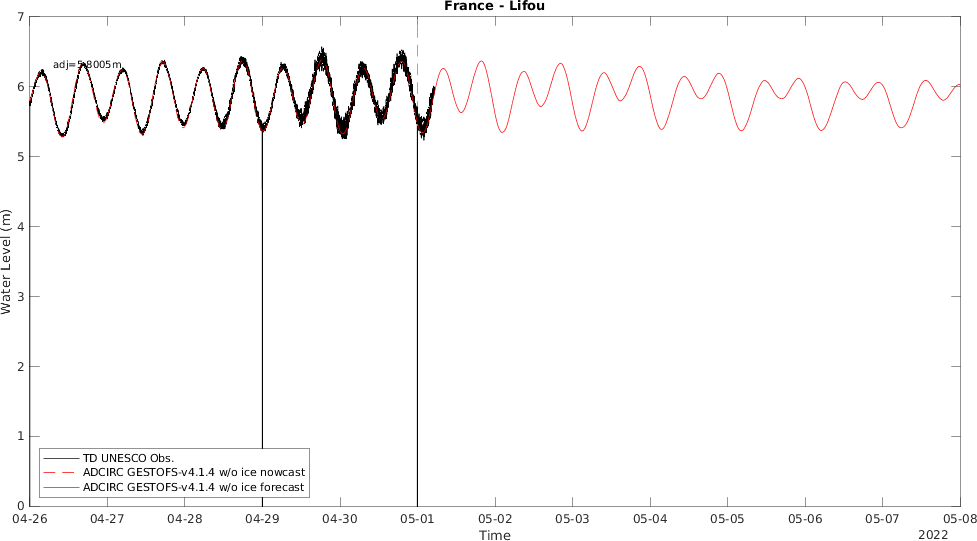 France - Lifou
7
6
5
4
3
2
1
0
Water Level (m)
adj=5.8005m
TD UNESCO Obs.
ADCIRC GESTOFS-v4.1.4 w/o ice nowcast
ADCIRC GESTOFS-v4.1.4 w/o ice forecast
04-26 04-27 04-28 04-29 04-30 05-01 05-02 05-03 05-04 05-05 05-06 05-07 05-08
Time
2022